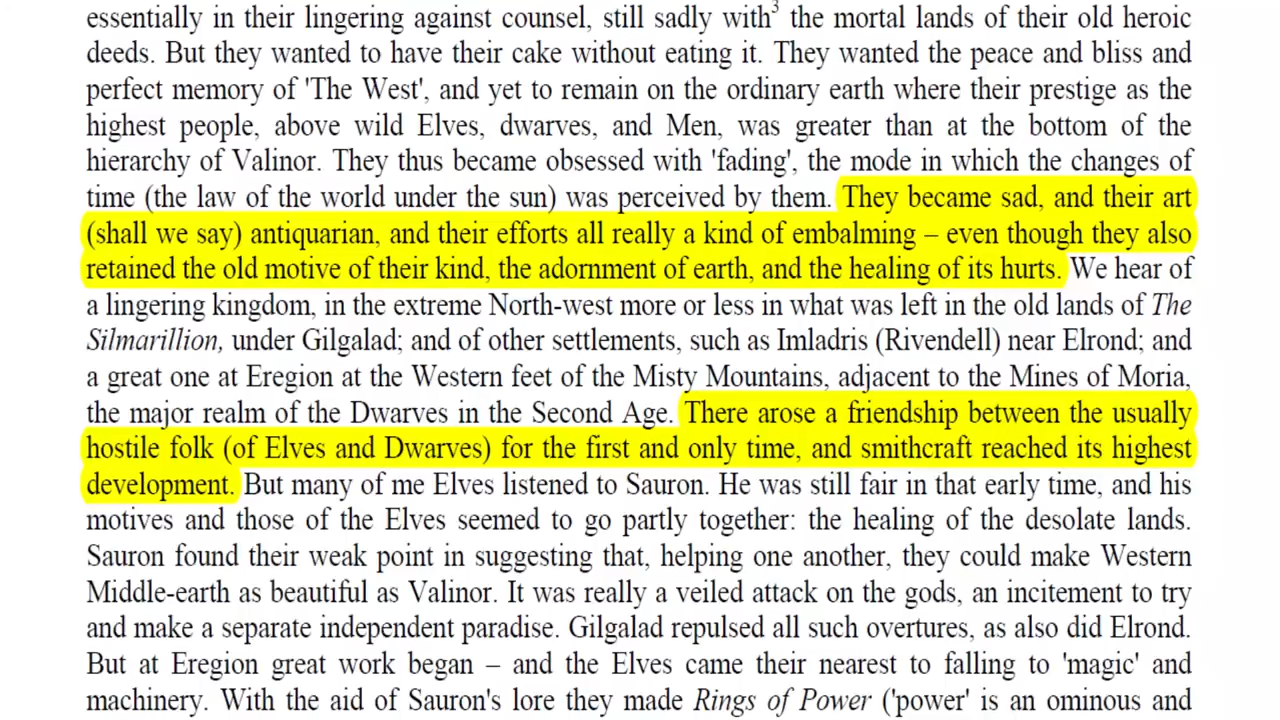 essentially in their lingering against counsel, still sadly with³ the mortal lands of their old heroic
deeds. But they wanted to have their cake without eating it. They wanted the peace and bliss and
perfect memory of 'The West', and yet to remain on the ordinary earth where their prestige as the
highest people, above wild Elves, dwarves, and Men, was greater than at the bottom of the
hierarchy of Valinor. They thus became obsessed with 'fading', the mode in which the changes of
time (the law of the world under the sun) was perceived by them. They became sad, and their art
(shall we say) antiquarian, and their efforts all really a kind of embalming – even though they also
retained the old motive of their kind, the adornment of earth, and the healing of its hurts. We hear of
a lingering kingdom, in the extreme North-west more or less in what was left in the old lands of The
Silmarillion, under Gilgalad; and of other settlements, such as Imladris (Rivendell) near Elrond; and
a great one at Eregion at the Western feet of the Misty Mountains, adjacent to the Mines of Moria,
the major realm of the Dwarves in the Second Age. There arose a friendship between the usually
hostile folk (of Elves and Dwarves) for the first and only time, and smithcraft reached its highest
development. But many of me Elves listened to Sauron. He was still fair in that early time, and his
motives and those of the Elves seemed to go partly together: the healing of the desolate lands.
Sauron found their weak point in suggesting that, helping one another, they could make Western
Middle-earth as beautiful as Valinor. It was really a veiled attack on the gods, an incitement to try
and make a separate independent paradise. Gilgalad repulsed all such overtures, as also did Elrond.
But at Eregion great work began – and the Elves came their nearest to falling to 'magic' and
machinery. With the aid of Sauron's lore they made Rings of Power ('power' is an ominous and